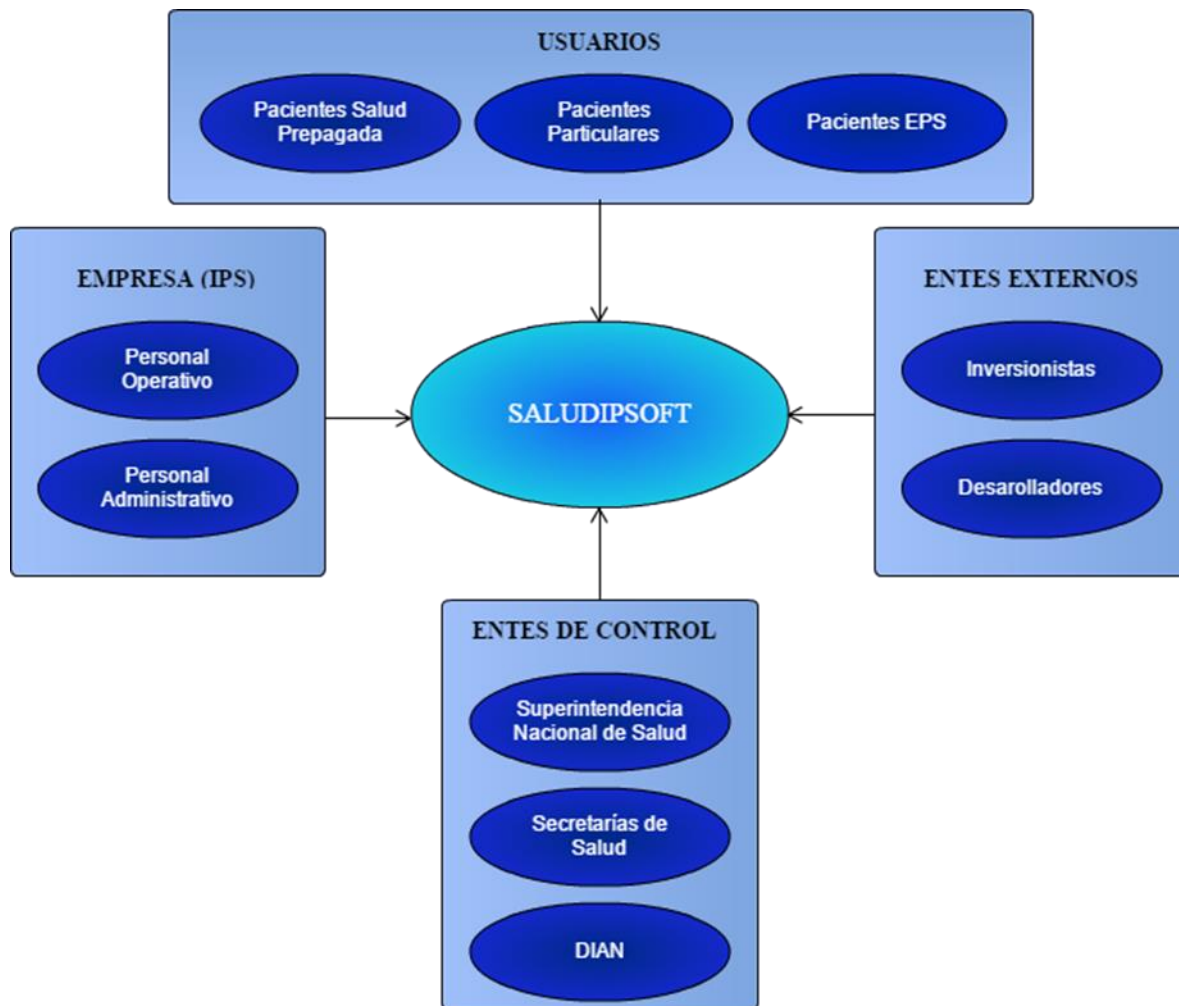 USUARIOS
Pacientes Salud
Prepagada
Pacientes
Particulares
Pacientes EPS
EMPRESA (IPS)
Personal
Operativo
Personal
Administrativo
SALUDIPSOFT
ENTES EXTERNOS
Inversionistas
Desarolladores
ENTES DE CONTROL
Superintendencia
Nacional de Salud
Secretarías de
Salud
DIAN